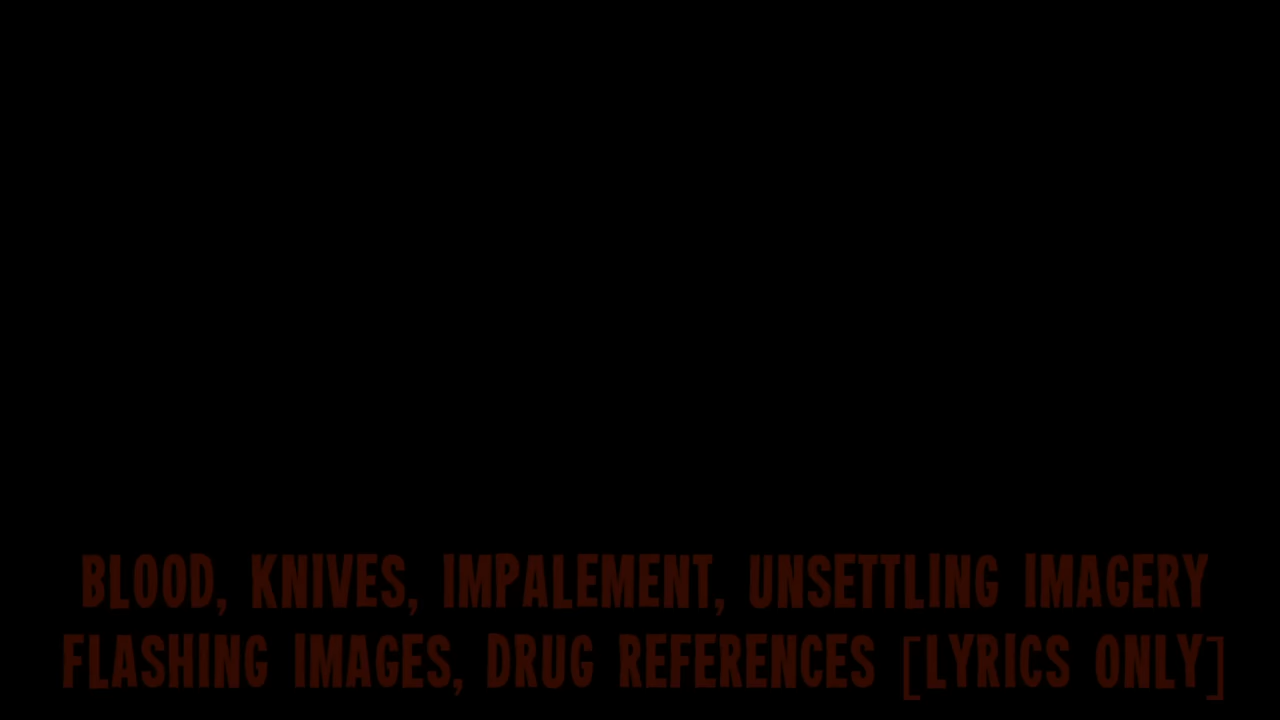 BLOOD, KNIVES, IMPALEMENT, UNSETTLING IMAGERY
FLASHING IMAGES, DRUG REFERENCES [LYRICS ONLY]